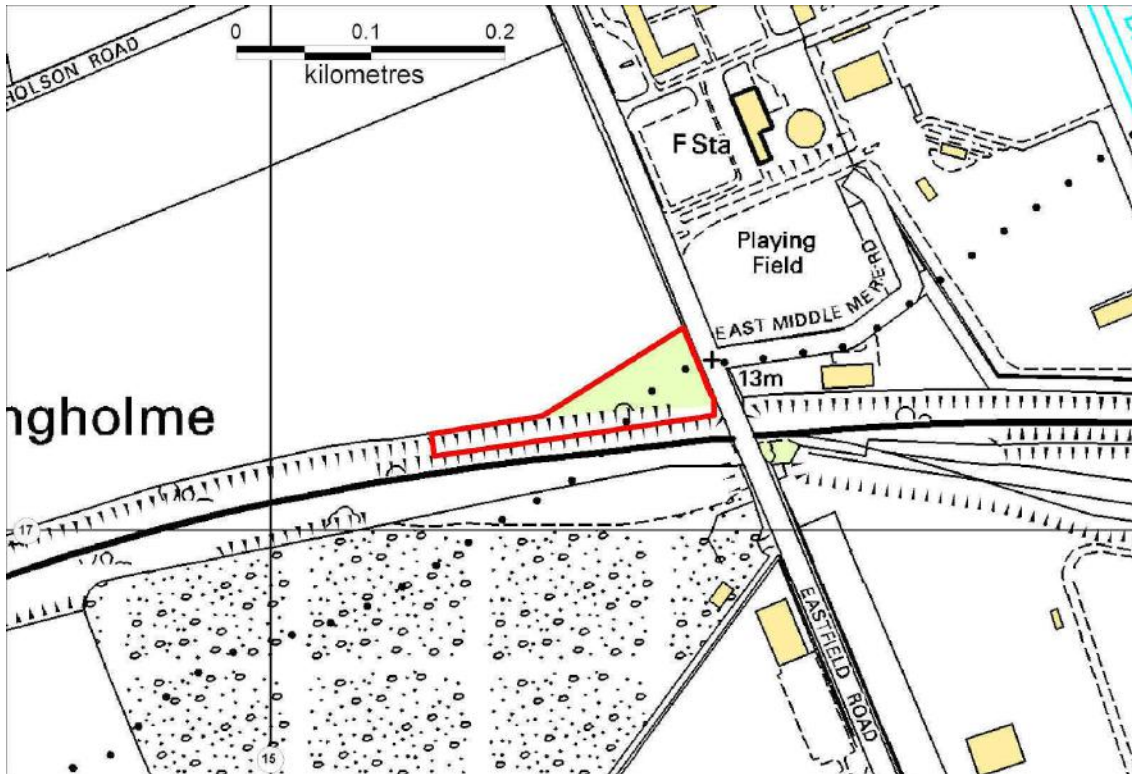 HOLSON ROAD
0 0.1 0.2
kilometres
F Sta
Playing
Field
EAST MIDDLE MERE RD
13m
ngholme
17
EASTFIELD ROAD
15